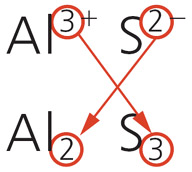 Al³⁺ S²⁻
Al₂ S₃